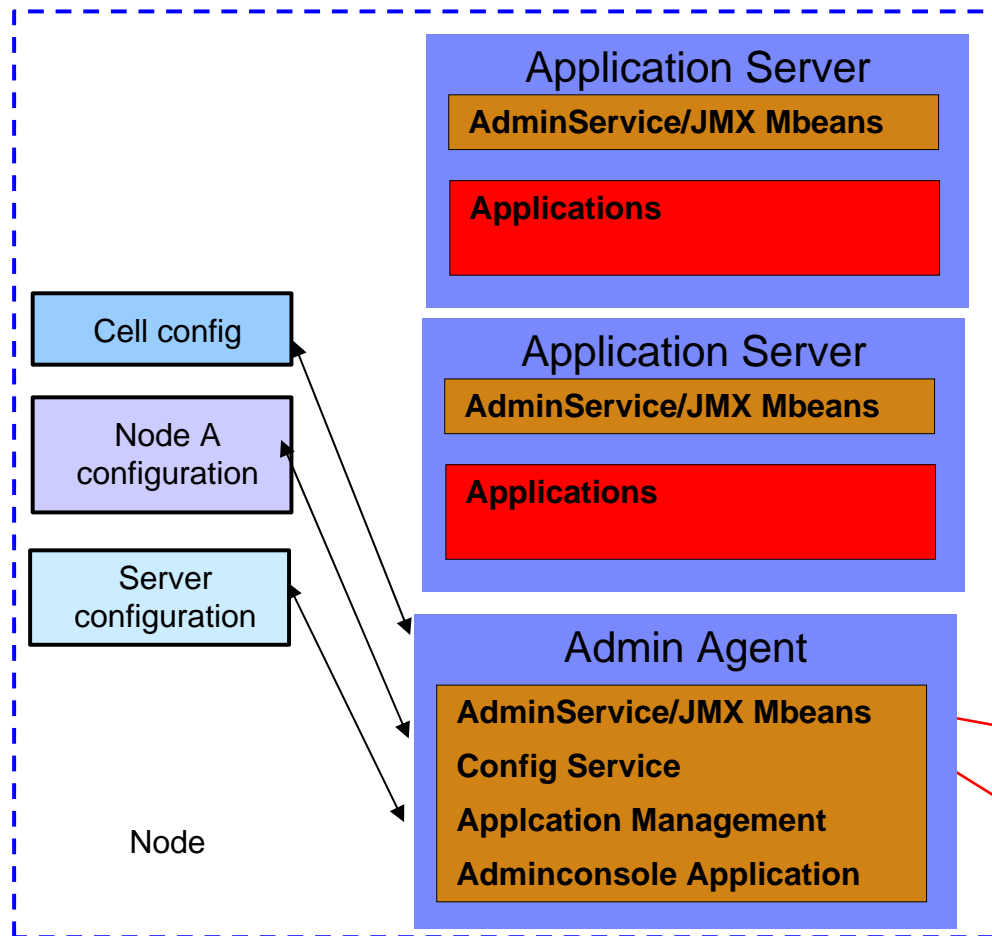 Application Server
AdminService/JMX Mbeans
Applications
Cell config
Node A
configuration
Server
configuration
Application Server
AdminService/JMX Mbeans
Applications
Admin Agent
AdminService/JMX Mbeans
Config Service
Applcation Management
Adminconsole Application
Node